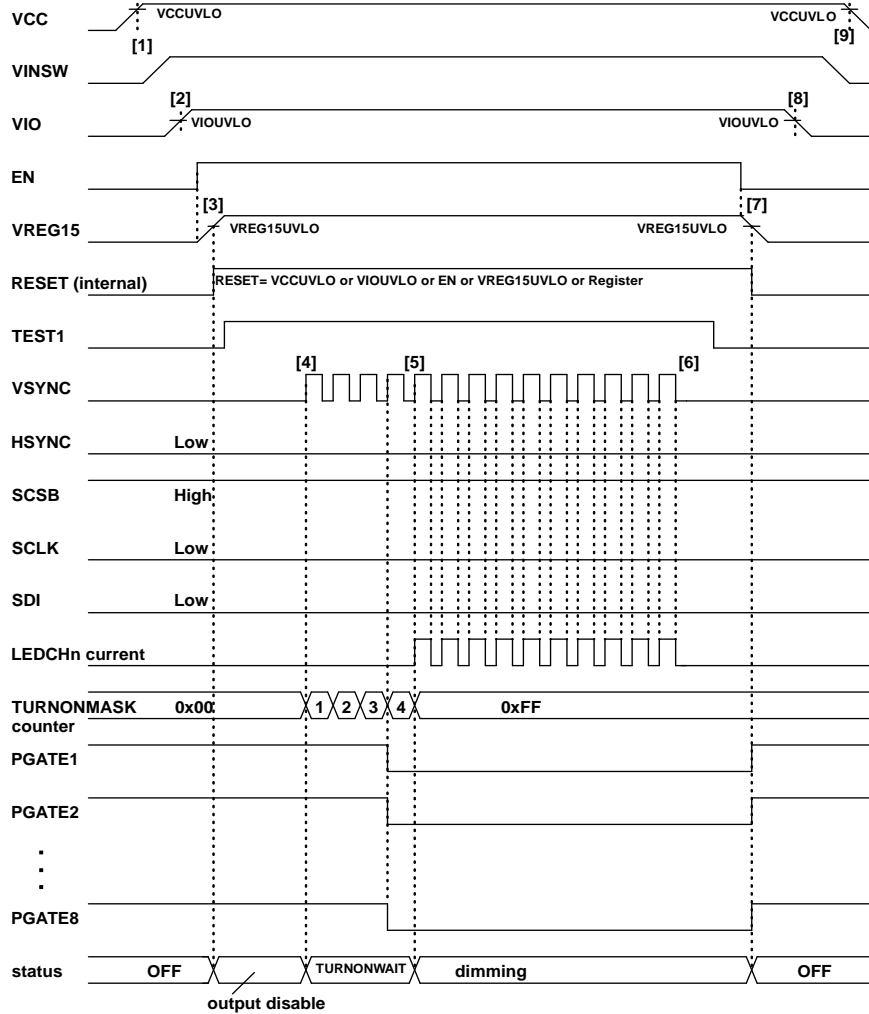 VCC
VCCUVLO
VCCUVLO
[1]
[9]
VINSW
[2]
[8]
VIO
VIOUVLO
VIOUVLO
EN
[3]
[7]
VREG15
VREG15UVLO
VREG15UVLO
RESET (internal)
RESET= VCCUVLO or VIOUVLO or EN or VREG15UVLO or Register
TEST1
[4]
[5]
[6]
VSYNC
HSYNC
Low
SCSB
High
SCLK
Low
SDI
Low
LEDCHn current
TURNONMASK
counter
0x00
1
2
3
4
0xFF
PGATE1
PGATE2
PGATE8
status
OFF
TURNONWAIT
dimming
OFF
output disable